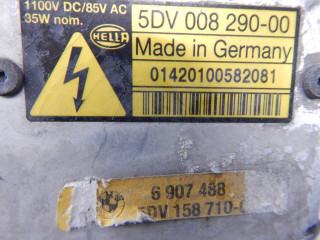 1100V DC/85V AC
35W nom.
HELLA
5DV 008 290-00
Made in Germany
01420100582081
6 907 488
5DV 158 710-